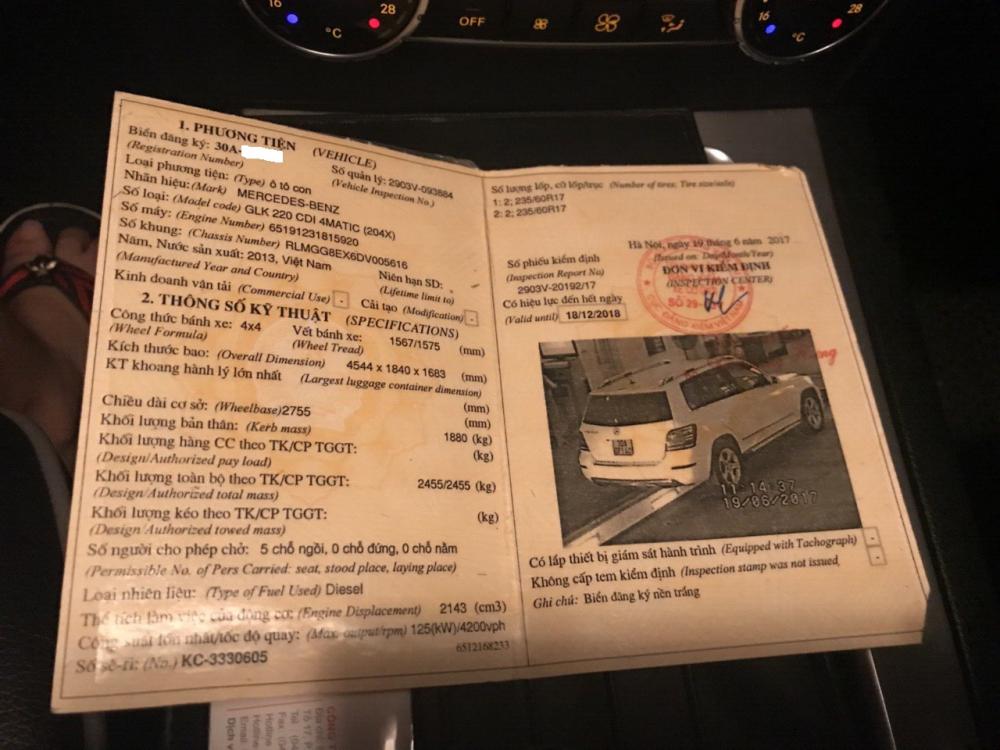 16
28
°C
OFF
16
28
°C
1. PHƯƠNG TIỆN (VEHICLE)
Biển đăng ký: 30A-
(Registration Number)
Số quản lý: 2903V-093884
(Vehicle Inspection No.)
Loại phương tiện: (Type) ô tô con
Nhãn hiệu: (Mark) MERCEDES-BENZ
Số loại: (Model code) GLK 220 CDI 4MATIC (204X)
Số máy: (Engine Number) 65191231815920
Số khung: (Chassis Number) RLMGG8EX6DV005616
Năm, Nước sản xuất: 2013, Việt Nam
(Manufactured Year and Country)
Niên hạn SD:
(Lifetime limit to)
Kinh doanh vận tải (Commercial Use) - Cải tạo (Modification) -
2. THÔNG SỐ KỸ THUẬT (SPECIFICATIONS)
Công thức bánh xe: 4x4 Vết bánh xe: 1567/1575 (mm)
(Wheel Formula) (Wheel Tread)
Kích thước bao: (Overall Dimension) 4544 x 1840 x 1683 (mm)
KT khoang hành lý lớn nhất (Largest luggage container dimension)
(mm)
Chiều dài cơ sở: (Wheelbase) 2755 (mm)
Khối lượng bản thân: (Kerb mass) 1880 (kg)
Khối lượng hàng CC theo TK/CP TGGT: (kg)
(Design/Authorized pay load)
Khối lượng toàn bộ theo TK/CP TGGT: 2455/2455 (kg)
(Design/Authorized total mass)
Khối lượng kéo theo TK/CP TGGT: (kg)
(Design/Authorized towed mass)
Số người cho phép chở: 5 chỗ ngồi, 0 chỗ đứng, 0 chỗ nằm
(Permissible No. of Pers Carried: seat, stood place, laying place)
Loại nhiên liệu: (Type of Fuel Used) Diesel
Thể tích làm việc của động cơ: (Engine Displacement) 2143 (cm3)
Công suất lớn nhất/tốc độ quay: (Max. output/rpm) 125(kW)/4200vph
6512168233
Số sê-ri: (No.) KC-3330605
Số lượng lốp, cỡ lốp/trục (Number of tires; Tire size/axle)
1: 2; 235/60R17
2: 2; 235/60R17
Hà Nội, ngày 19 tháng 6 năm 2017
(Issued on: Day/Month/Year)
Số phiếu kiểm định
(Inspection Report No)
2903V-20192/17
ĐƠN VỊ KIỂM ĐỊNH
(INSPECTION CENTER)
Có hiệu lực đến hết ngày
(Valid until) 18/12/2018
SỐ 29
ĐĂNG KIỂM VIỆT NAM
11:14:37
19/06/2017
Có lắp thiết bị giám sát hành trình (Equipped with Tachograph) -
Không cấp tem kiểm định (Inspection stamp was not issued) -
Ghi chú: Biển đăng ký nền trắng